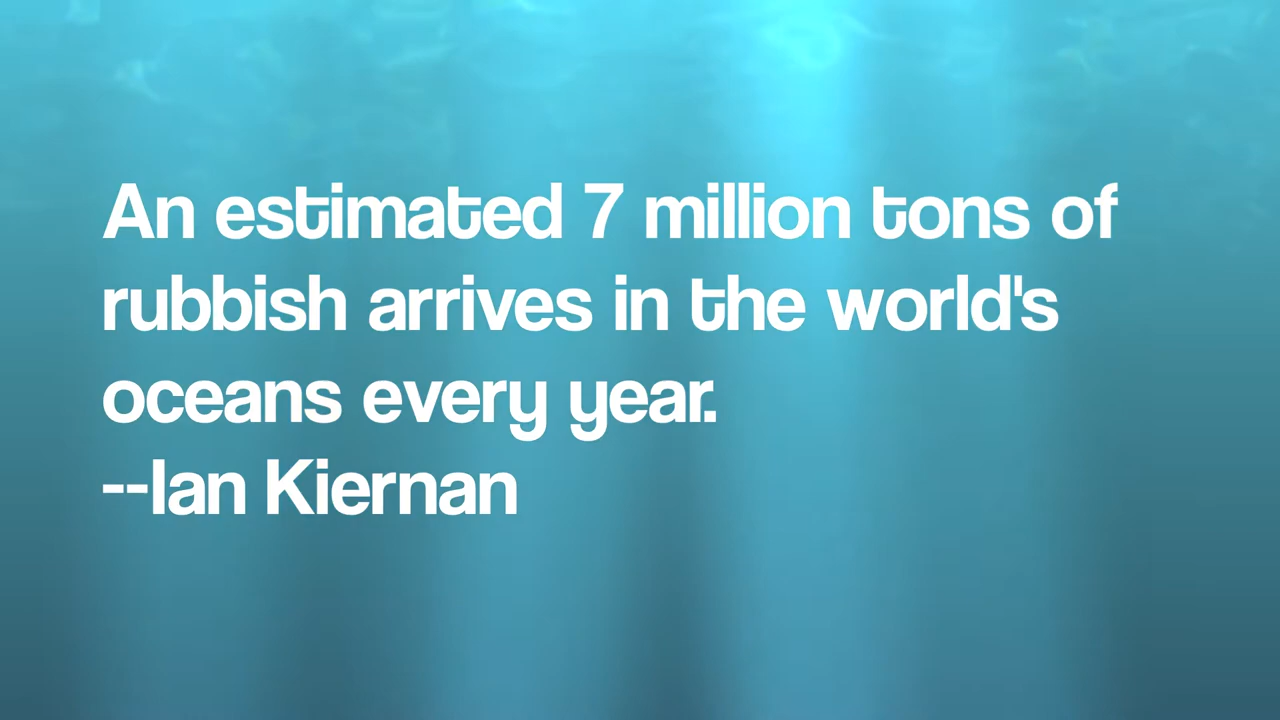 An estimated 7 million tons of
rubbish arrives in the world's
oceans every year.
--Ian Kiernan